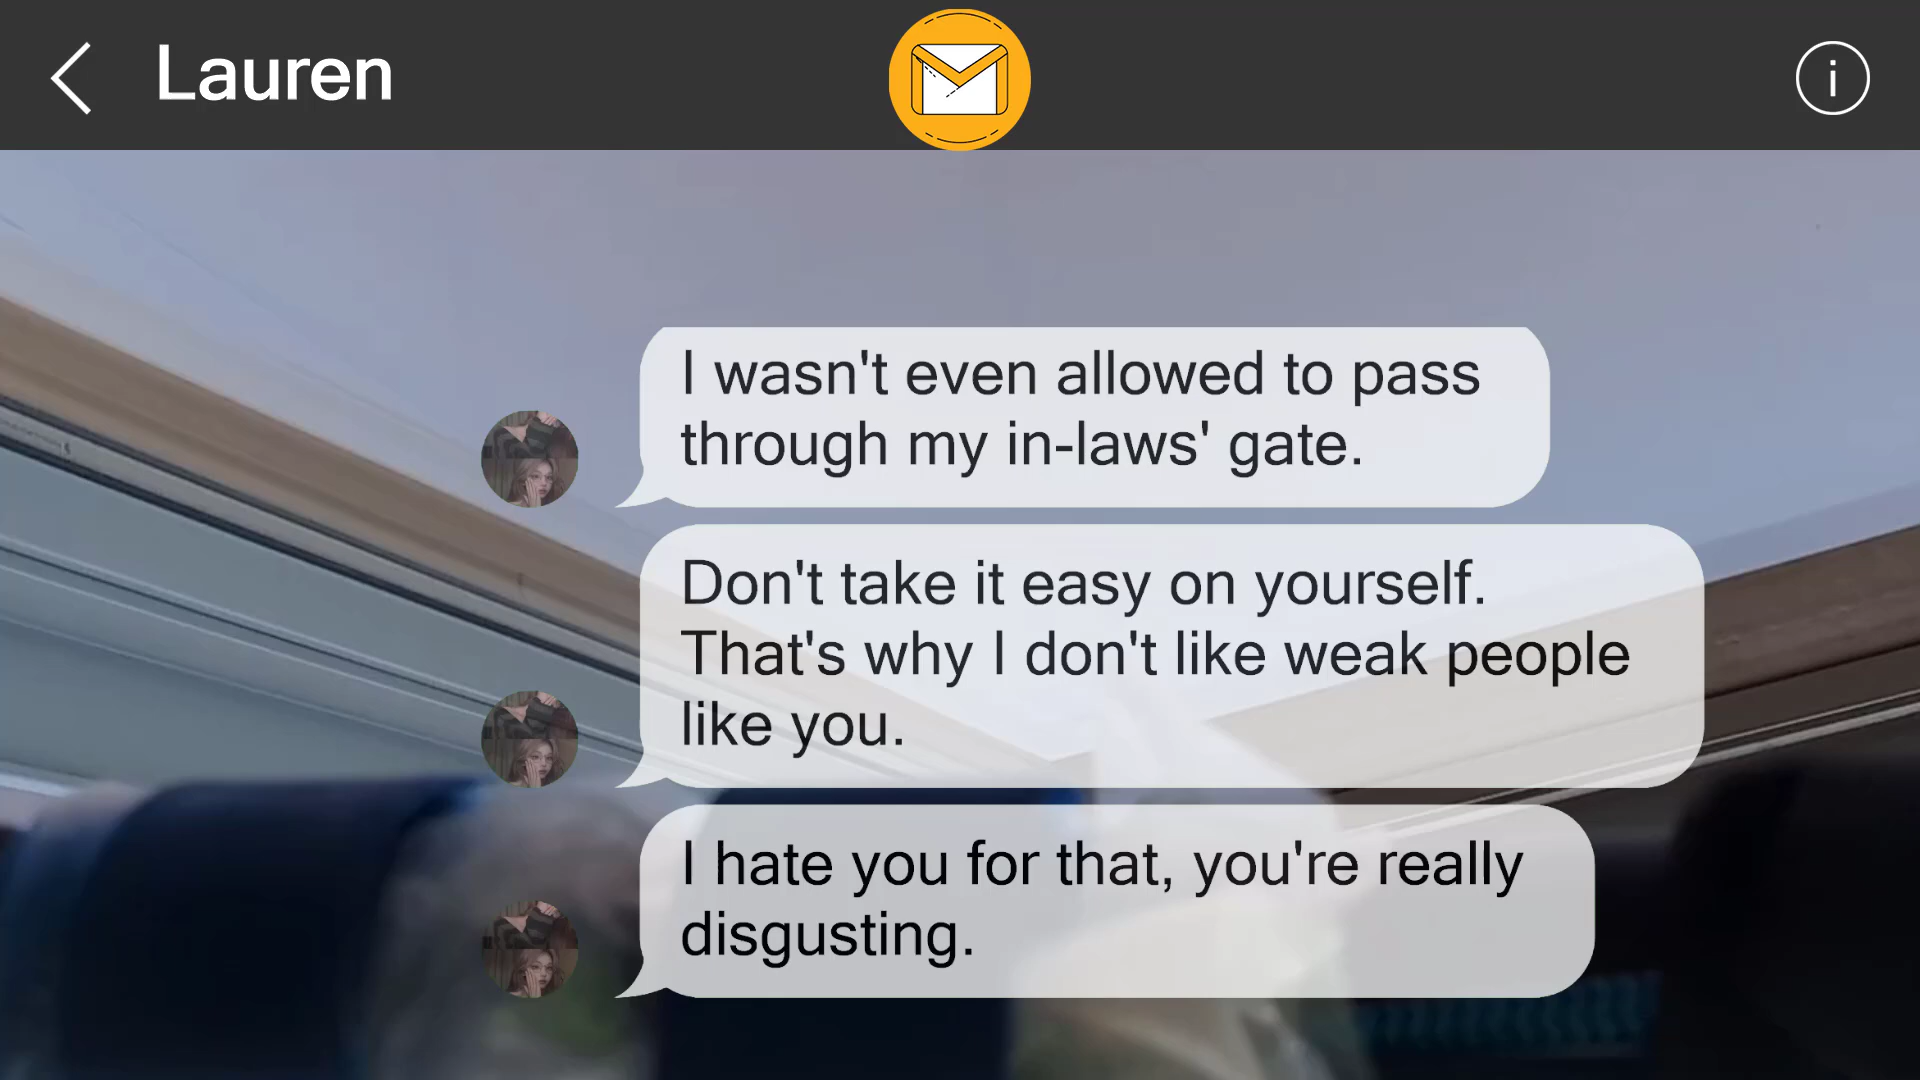 Lauren
I wasn't even allowed to pass
through my in-laws' gate.
Don't take it easy on yourself.
That's why I don't like weak people
like you.
I hate you for that, you're really
disgusting.